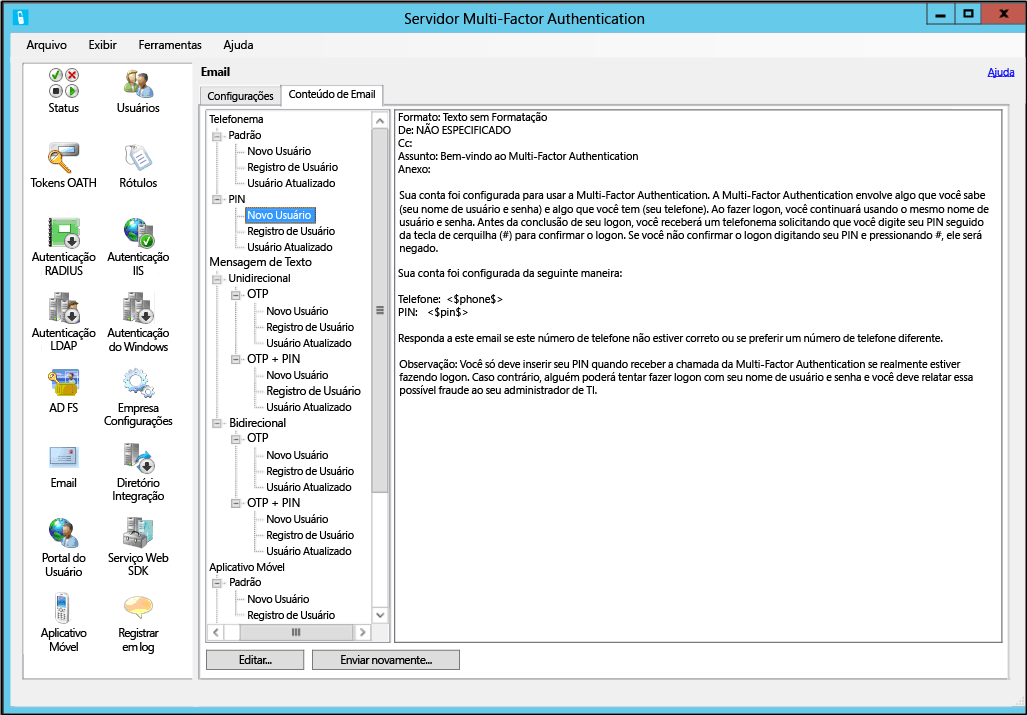 Servidor Multi-Factor Authentication
Arquivo Exibir Ferramentas Ajuda
Status
Usuários
Tokens OATH
Rótulos
Autenticação
RADIUS
Autenticação
IIS
Autenticação
LDAP
Autenticação
do Windows
AD FS
Empresa
Configurações
Email
Diretório
Integração
Portal do
Usuário
Serviço Web
SDK
Aplicativo
Móvel
Registrar
em log
Email
Ajuda
Configurações
Conteúdo de Email
Telefonema
Padrão
Novo Usuário
Registro de Usuário
Usuário Atualizado
PIN
Novo Usuário
Registro de Usuário
Usuário Atualizado
Mensagem de Texto
Unidirecional
OTP
Novo Usuário
Registro de Usuário
Usuário Atualizado
OTP + PIN
Novo Usuário
Registro de Usuário
Usuário Atualizado
Bidirecional
OTP
Novo Usuário
Registro de Usuário
Usuário Atualizado
OTP + PIN
Novo Usuário
Registro de Usuário
Usuário Atualizado
Aplicativo Móvel
Padrão
Novo Usuário
Registro de Usuário
Formato: Texto sem Formatação
De: NÃO ESPECIFICADO
Cc:
Assunto: Bem-vindo ao Multi-Factor Authentication
Anexo:
Sua conta foi configurada para usar a Multi-Factor Authentication. A Multi-Factor Authentication envolve algo que você sabe
(seu nome de usuário e senha) e algo que você tem (seu telefone). Ao fazer logon, você continuará usando o mesmo nome de
usuário e senha. Antes da conclusão de seu logon, você receberá um telefonema solicitando que você digite seu PIN seguido
da tecla de cerquilha (#) para confirmar o logon. Se você não confirmar o logon digitando seu PIN e pressionando #, ele será
negado.
Sua conta foi configurada da seguinte maneira:
Telefone: <$phone$>
PIN: <$pin$>
Responda a este email se este número de telefone não estiver correto ou se preferir um número de telefone diferente.
Observação: Você só deve inserir seu PIN quando receber a chamada da Multi-Factor Authentication se realmente estiver
fazendo logon. Caso contrário, alguém poderá tentar fazer logon com seu nome de usuário e senha e você deve relatar essa
possível fraude ao seu administrador de TI.
Editar...
Enviar novamente...